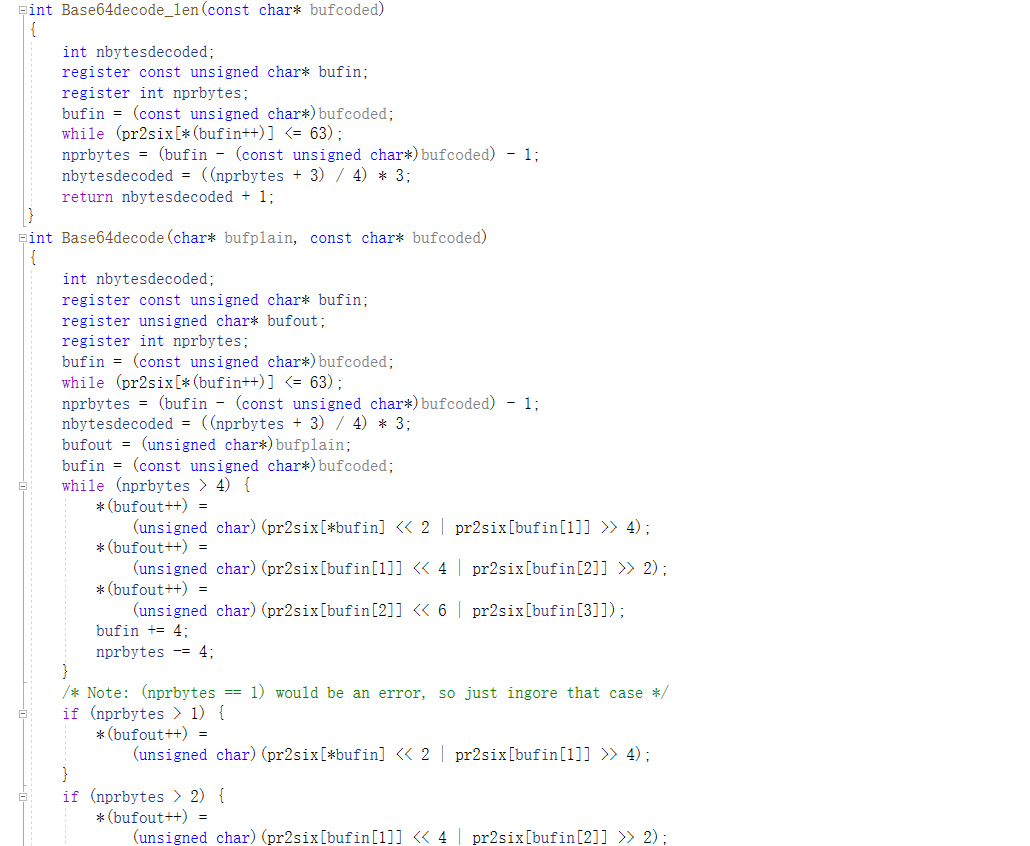 int Base64decode_len(const char* bufcoded)
{
    int nbytesdecoded;
    register const unsigned char* bufin;
    register int nprbytes;
    bufin = (const unsigned char*)bufcoded;
    while (pr2six[*(bufin++)] <= 63);
    nprbytes = (bufin - (const unsigned char*)bufcoded) - 1;
    nbytesdecoded = ((nprbytes + 3) / 4) * 3;
    return nbytesdecoded + 1;
}
int Base64decode(char* bufplain, const char* bufcoded)
{
    int nbytesdecoded;
    register const unsigned char* bufin;
    register unsigned char* bufout;
    register int nprbytes;
    bufin = (const unsigned char*)bufcoded;
    while (pr2six[*(bufin++)] <= 63);
    nprbytes = (bufin - (const unsigned char*)bufcoded) - 1;
    nbytesdecoded = ((nprbytes + 3) / 4) * 3;
    bufout = (unsigned char*)bufplain;
    bufin = (const unsigned char*)bufcoded;
    while (nprbytes > 4) {
        *(bufout++) =
            (unsigned char)(pr2six[*bufin] << 2 | pr2six[bufin[1]] >> 4);
        *(bufout++) =
            (unsigned char)(pr2six[bufin[1]] << 4 | pr2six[bufin[2]] >> 2);
        *(bufout++) =
            (unsigned char)(pr2six[bufin[2]] << 6 | pr2six[bufin[3]]);
        bufin += 4;
        nprbytes -= 4;
    }
    /* Note: (nprbytes == 1) would be an error, so just ingore that case */
    if (nprbytes > 1) {
        *(bufout++) =
            (unsigned char)(pr2six[*bufin] << 2 | pr2six[bufin[1]] >> 4);
    }
    if (nprbytes > 2) {
        *(bufout++) =
            (unsigned char)(pr2six[bufin[1]] << 4 | pr2six[bufin[2]] >> 2);